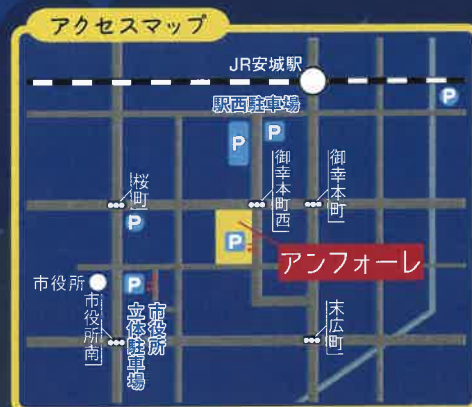 アクセスマップ
JR安城駅
P
駅西駐車場
P
P
桜町
御幸本町西
御幸本町
P
P
アンフォーレ
市役所
P
市役所
立体駐車場
市役所南
末広町